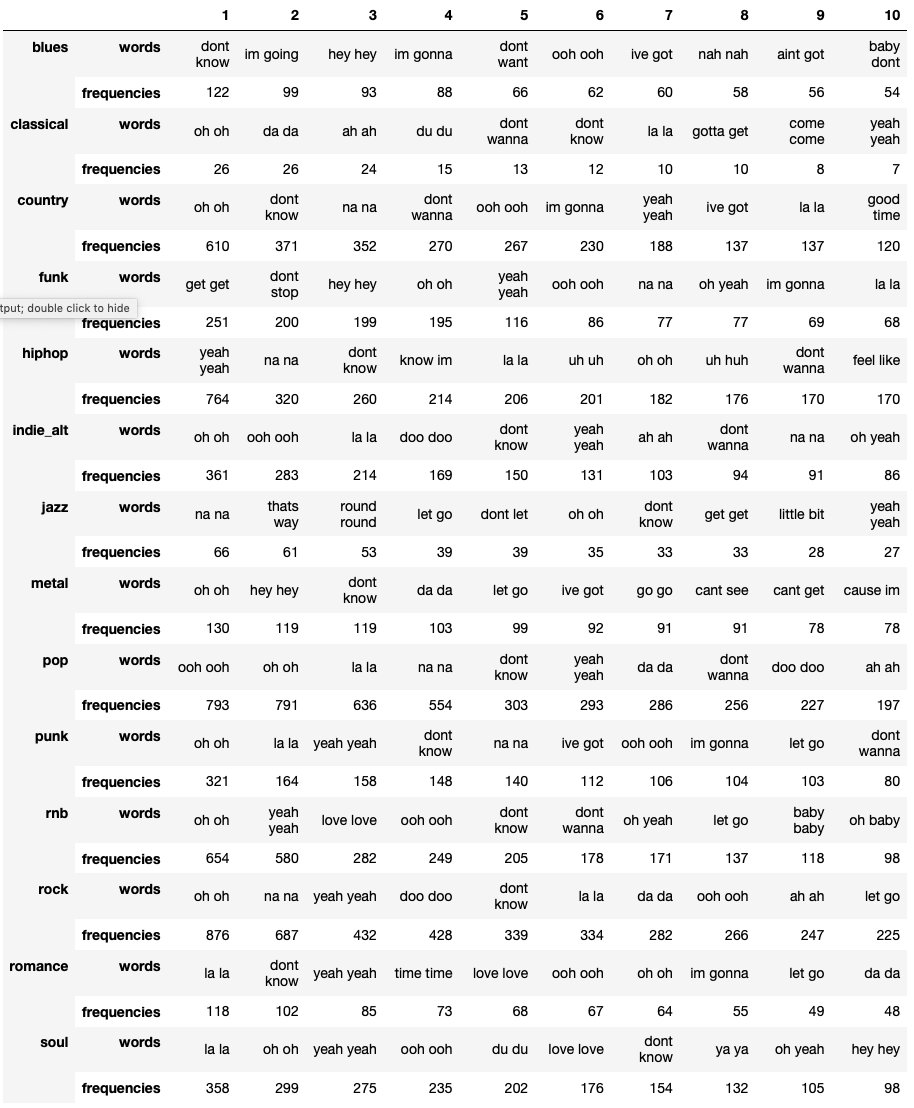 1 2 3 4 5 6 7 8 9 10
blues words dont know im going hey hey im gonna dont want ooh ooh ive got nah nah aint got baby dont
frequencies 122 99 93 88 66 62 60 58 56 54
classical words oh oh da da ah ah du du dont wanna dont know la la gotta get come come yeah yeah
frequencies 26 26 24 15 13 12 10 10 8 7
country words oh oh dont know na na dont wanna ooh ooh im gonna yeah yeah ive got la la good time
frequencies 610 371 352 270 267 230 188 137 137 120
funk words get get dont stop hey hey oh oh yeah yeah ooh ooh na na oh yeah im gonna la la
tput; double click to hide
frequencies 251 200 199 195 116 86 77 77 69 68
hiphop words yeah yeah na na dont know know im la la uh uh oh oh uh huh dont wanna feel like
frequencies 764 320 260 214 206 201 182 176 170 170
indie_alt words oh oh ooh ooh la la doo doo dont know yeah yeah ah ah dont wanna na na oh yeah
frequencies 361 283 214 169 150 131 103 94 91 86
jazz words na na thats way round round let go dont let oh oh dont know get get little bit yeah yeah
frequencies 66 61 53 39 39 35 33 33 28 27
metal words oh oh hey hey dont know da da let go ive got go go cant see cant get cause im
frequencies 130 119 119 103 99 92 91 91 78 78
pop words ooh ooh oh oh la la na na dont know yeah yeah da da dont wanna doo doo ah ah
frequencies 793 791 636 554 303 293 286 256 227 197
punk words oh oh la la yeah yeah dont know na na ive got ooh ooh im gonna let go dont wanna
frequencies 321 164 158 148 140 112 106 104 103 80
rnb words oh oh yeah yeah love love ooh ooh dont know dont wanna oh yeah let go baby baby oh baby
frequencies 654 580 282 249 205 178 171 137 118 98
rock words oh oh na na yeah yeah doo doo dont know la la da da ooh ooh ah ah let go
frequencies 876 687 432 428 339 334 282 266 247 225
romance words la la dont know yeah yeah time time love love ooh ooh oh oh im gonna let go da da
frequencies 118 102 85 73 68 67 64 55 49 48
soul words la la oh oh yeah yeah ooh ooh du du love love dont know ya ya oh yeah hey hey
frequencies 358 299 275 235 202 176 154 132 105 98